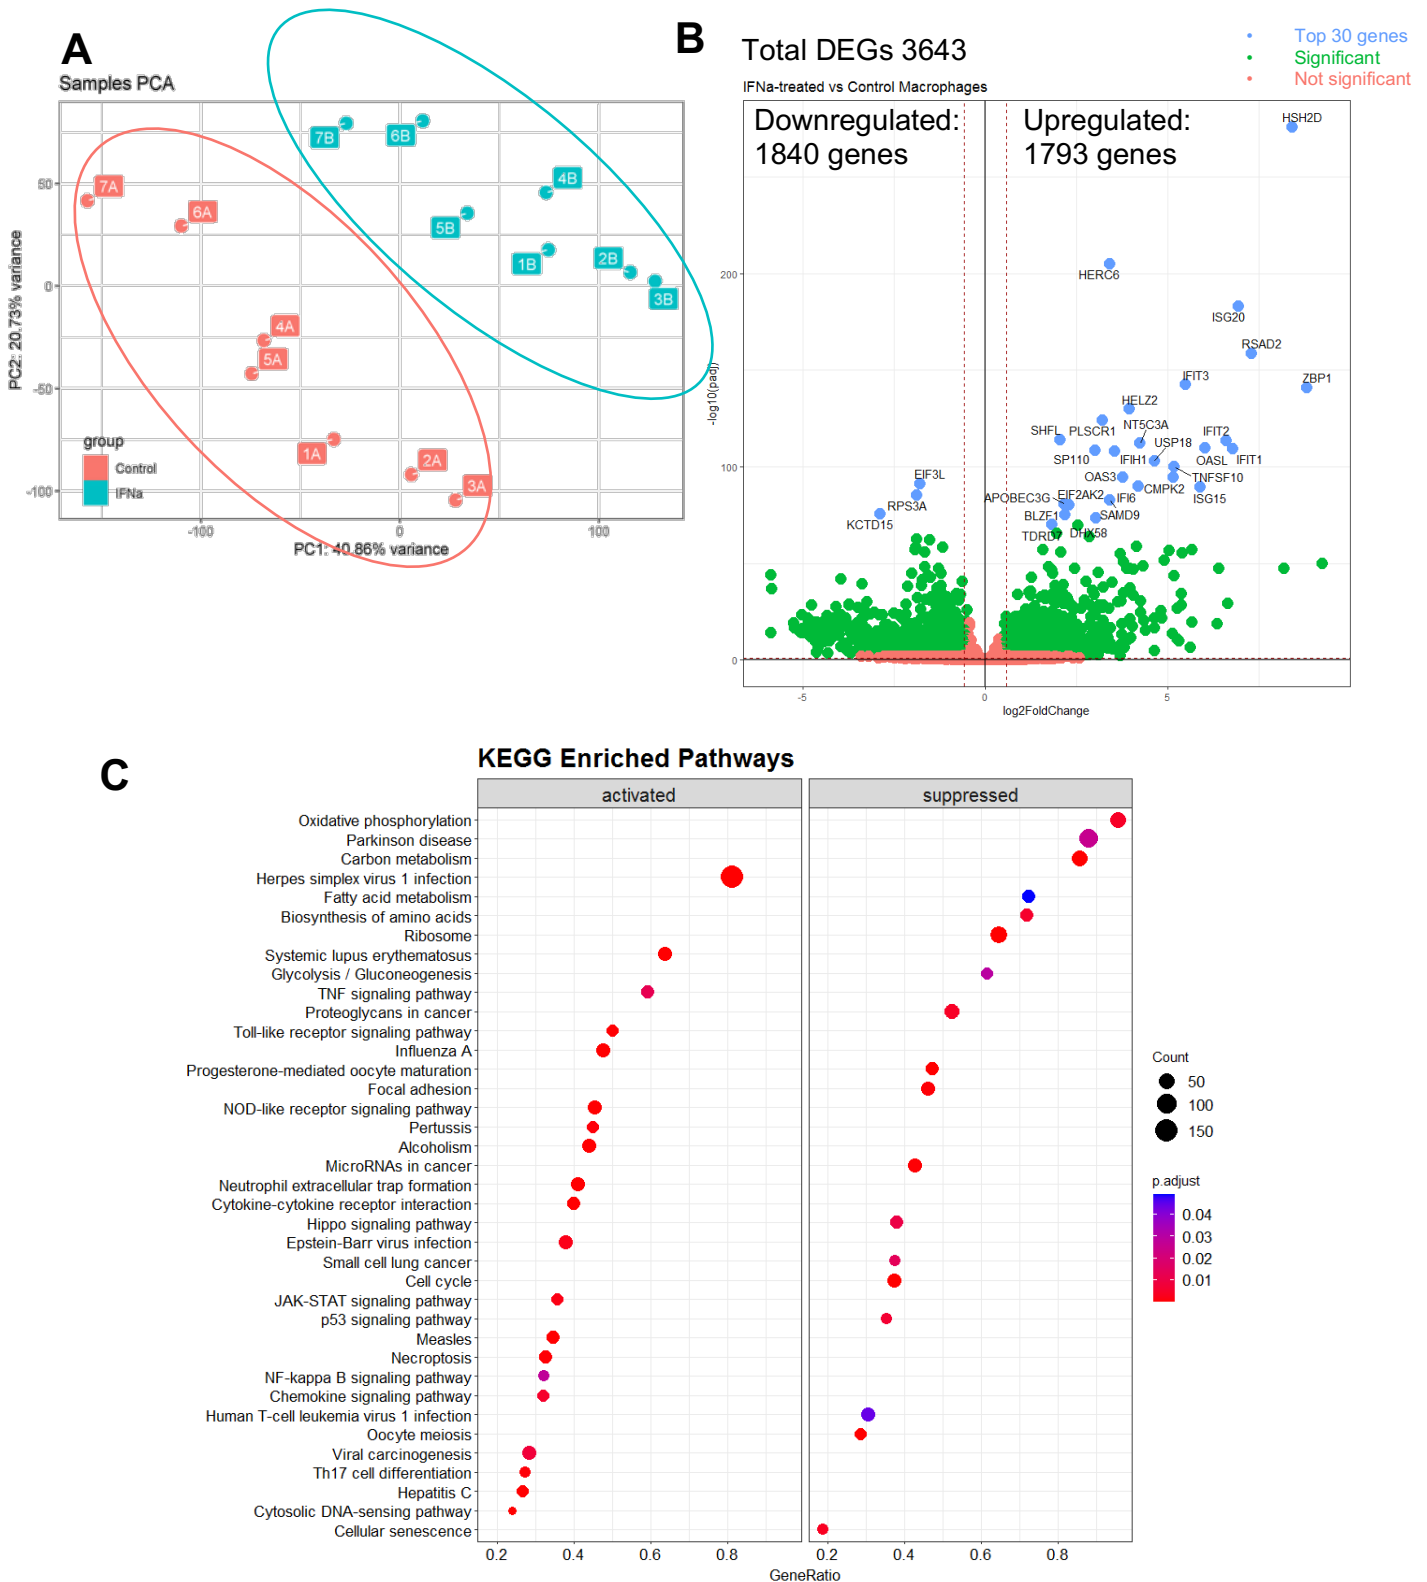 A
Samples PCA
7B
6B
7A
6A
4B
5B
1B
2B
3B
4A
5A
1A
2A
3A
50
0
-50
-100
PC2: 20.73% variance
group
Control
IFNa
-100
0
100
PC1: 40.86% variance
B
Total DEGs 3643
Top 30 genes
Significant
Not significant
IFNa-treated vs Control Macrophages
Downregulated:
1840 genes
Upregulated:
1793 genes
HSH2D
HERC6
ISG20
RSAD2
IFIT3
ZBP1
HELZ2
SHFL
PLSCR1
NT5C3A
IFIT2
USP18
SP110
IFIH1
OASL
IFIT1
EIF3L
OAS3
TNFSF10
CMPK2
RPS3A
APOBEC3G
EIF2AK2
IFI6
ISG15
KCTD15
BLZF1
SAMD9
TDRD7
DHX58
200
100
0
-log10(padj)
-5
0
5
log2FoldChange
C
KEGG Enriched Pathways
activated
suppressed
Oxidative phosphorylation
Parkinson disease
Carbon metabolism
Herpes simplex virus 1 infection
Fatty acid metabolism
Biosynthesis of amino acids
Ribosome
Systemic lupus erythematosus
Glycolysis / Gluconeogenesis
TNF signaling pathway
Proteoglycans in cancer
Toll-like receptor signaling pathway
Influenza A
Progesterone-mediated oocyte maturation
Focal adhesion
NOD-like receptor signaling pathway
Pertussis
Alcoholism
MicroRNAs in cancer
Neutrophil extracellular trap formation
Cytokine-cytokine receptor interaction
Hippo signaling pathway
Epstein-Barr virus infection
Small cell lung cancer
Cell cycle
JAK-STAT signaling pathway
p53 signaling pathway
Measles
Necroptosis
NF-kappa B signaling pathway
Chemokine signaling pathway
Human T-cell leukemia virus 1 infection
Oocyte meiosis
Viral carcinogenesis
Th17 cell differentiation
Hepatitis C
Cytosolic DNA-sensing pathway
Cellular senescence
0.2 0.4 0.6 0.8
0.2 0.4 0.6 0.8
GeneRatio
Count
50
100
150
p.adjust
0.04
0.03
0.02
0.01